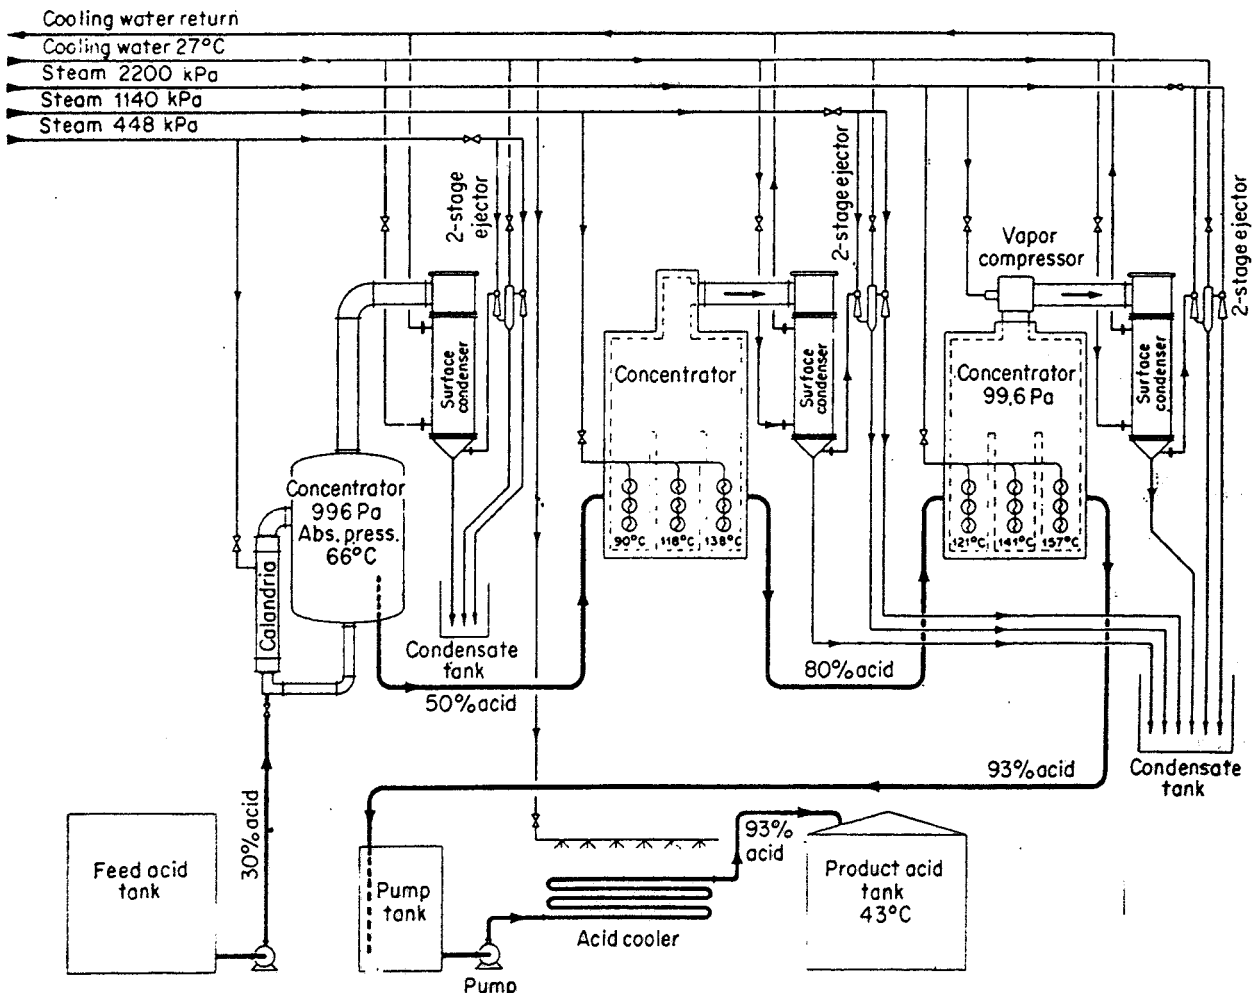 Cooling water return
Cooling water 27°C
Steam 2200 kPa
Steam 1140 kPa
Steam 448 kPa
2-stage
ejector
2-stage ejector
2-stage ejector
Vapor
compressor
Surface
condenser
Surface
condenser
Surface
condenser
Concentrator
996 Pa
Abs. press.
66°C
Concentrator
Concentrator
99.6 Pa
90°C
118°C
138°C
121°C
141°C
157°C
Calandria
Condensate
tank
50% acid
80% acid
93% acid
Condensate
tank
30% acid
Feed acid
tank
Pump
tank
Pump
Acid cooler
93%
acid
Product acid
tank
43°C